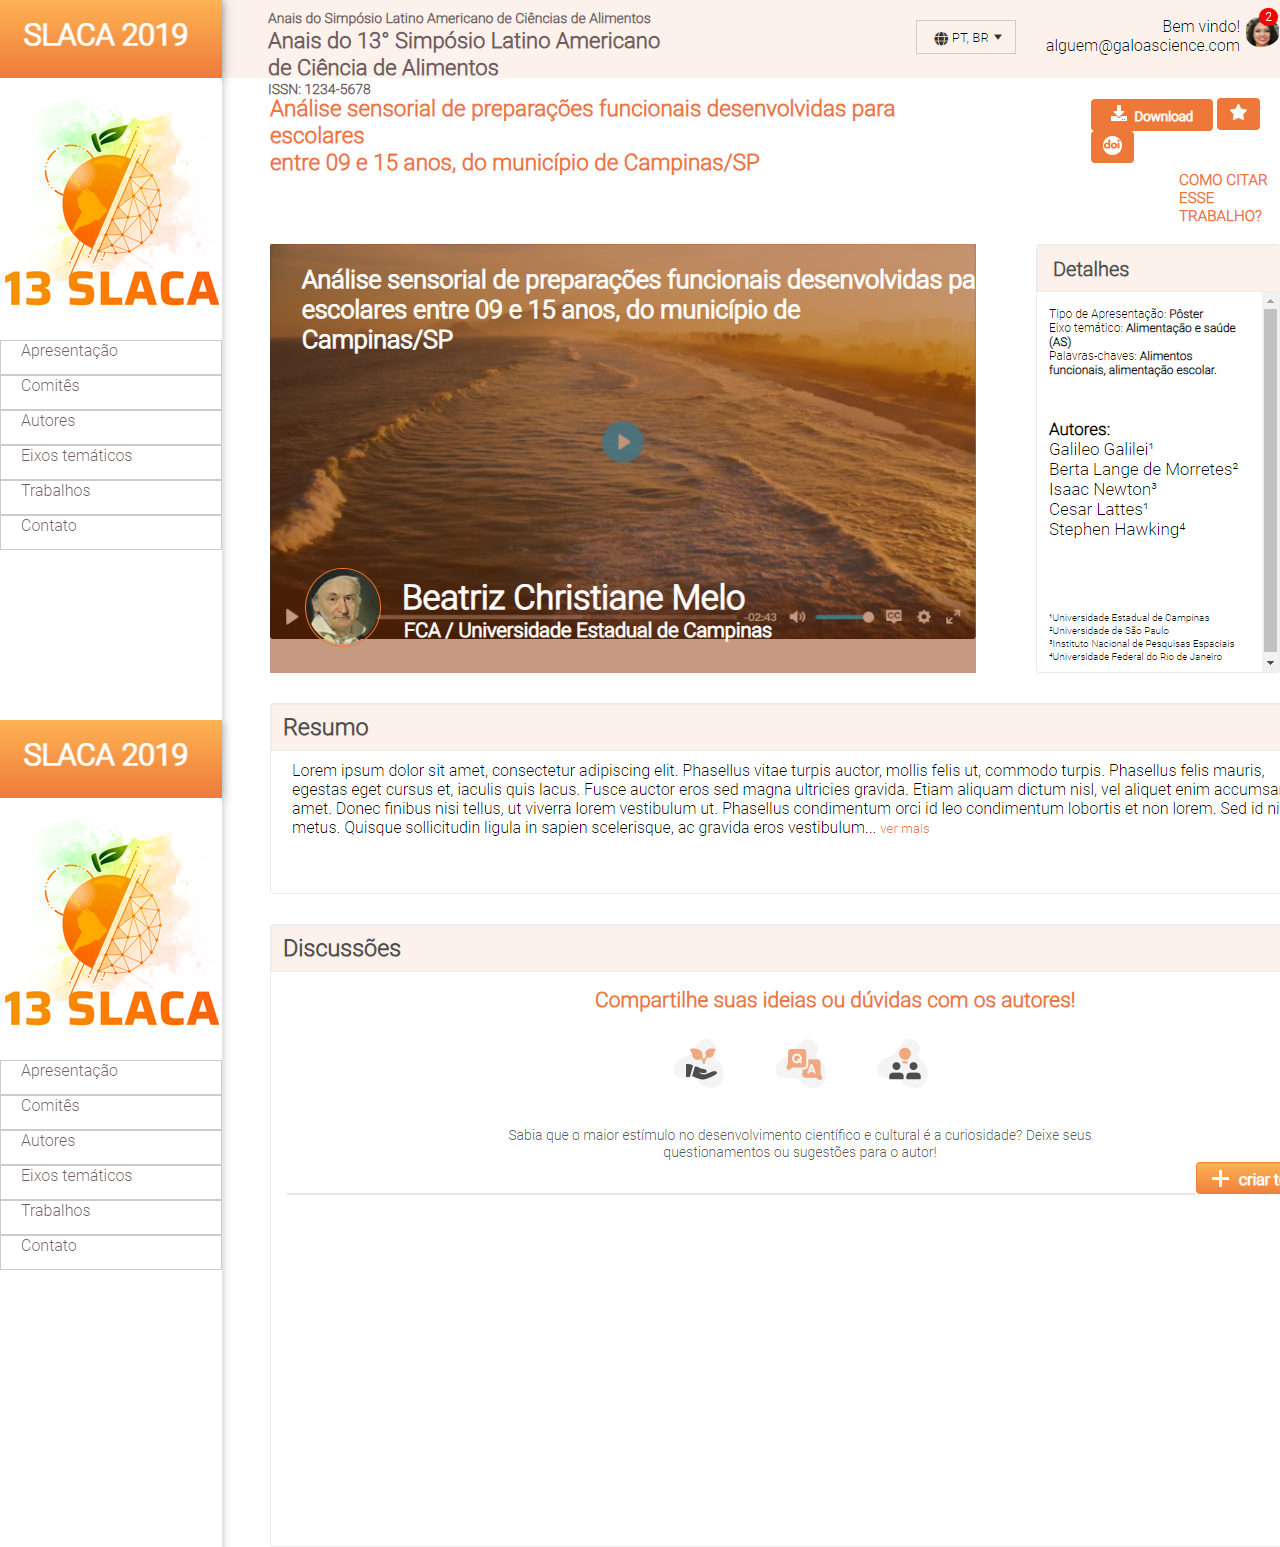 SLACA 2019
Anais do Simpósio Latino Americano de Ciências de Alimentos
Anais do 13° Simpósio Latino Americano
de Ciência de Alimentos
ISSN: 1234-5678
PT, BR
Bem vindo!
alguem@galoascience.com
2
Análise sensorial de preparações funcionais desenvolvidas para
escolares
entre 09 e 15 anos, do município de Campinas/SP
Download
doi
COMO CITAR
ESSE
TRABALHO?
13 SLACA
Apresentação
Comitês
Autores
Eixos temáticos
Trabalhos
Contato
Análise sensorial de preparações funcionais desenvolvidas pa
escolares entre 09 e 15 anos, do município de
Campinas/SP
Beatriz Christiane Melo
FCA / Universidade Estadual de Campinas
-02:43
CC
Detalhes
Tipo de Apresentação: Pôster
Eixo temático: Alimentação e saúde
(AS)
Palavras-chaves: Alimentos
funcionais, alimentação escolar.
Autores:
Galileo Galilei¹
Berta Lange de Morretes²
Isaac Newton³
Cesar Lattes¹
Stephen Hawking⁴
¹Universidade Estadual de Campinas
²Universidade de São Paulo
³Instituto Nacional de Pesquisas Espaciais
⁴Universidade Federal do Rio de Janeiro
Resumo
Lorem ipsum dolor sit amet, consectetur adipiscing elit. Phasellus vitae turpis auctor, mollis felis ut, commodo turpis. Phasellus felis mauris,
egestas eget cursus et, iaculis quis lacus. Fusce auctor eros sed magna ultricies gravida. Etiam aliquam dictum nisl, vel aliquet enim accumsa
amet. Donec finibus nisi tellus, ut viverra lorem vestibulum ut. Phasellus condimentum orci id leo condimentum lobortis et non lorem. Sed id ni
metus. Quisque sollicitudin ligula in sapien scelerisque, ac gravida eros vestibulum... ver mais
SLACA 2019
13 SLACA
Apresentação
Comitês
Autores
Eixos temáticos
Trabalhos
Contato
Discussões
Compartilhe suas ideias ou dúvidas com os autores!
Q
A
Sabia que o maior estímulo no desenvolvimento científico e cultural é a curiosidade? Deixe seus
questionamentos ou sugestões para o autor!
criar t